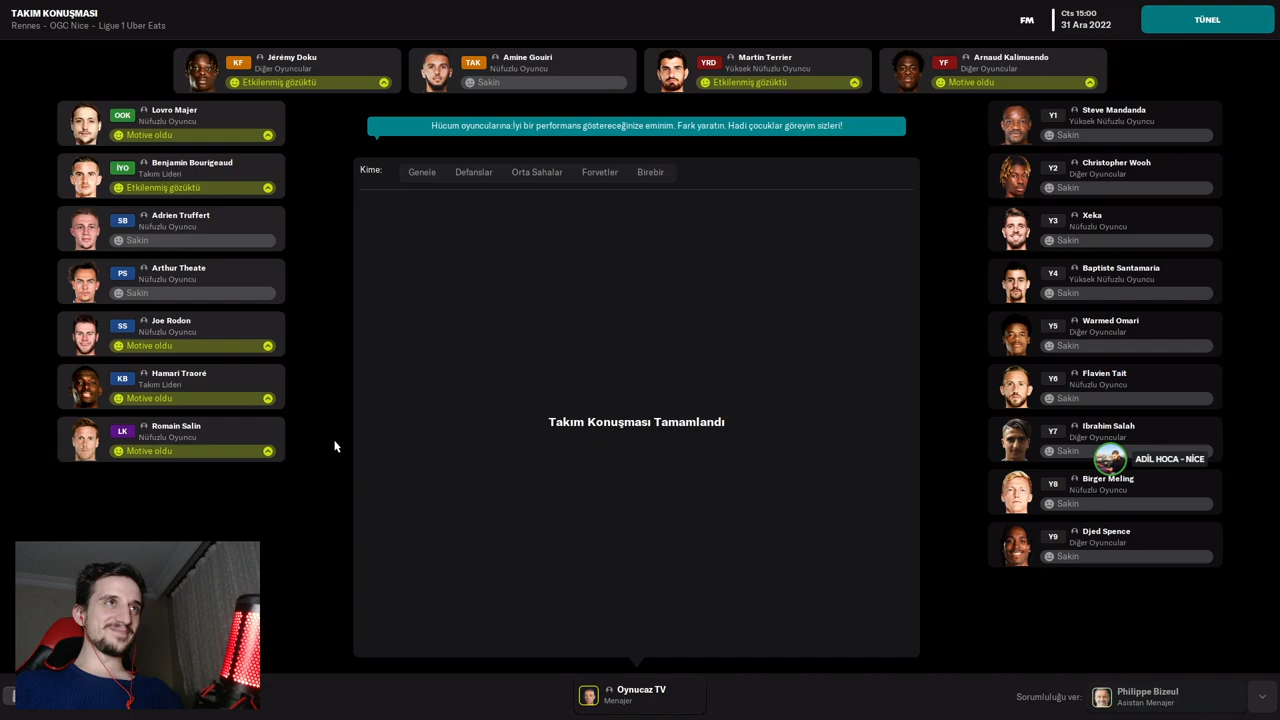 TAKIM KONUŞMASI
Rennes - OGC Nice - Ligue 1 Uber Eats
FM
Cts 15:00
31 Ara 2022
TÜNEL
KF
Jérémy Doku
Diğer Oyuncular
Etkilenmiş gözüktü
TAK
Amine Gouiri
Nüfuzlu Oyuncu
Sakin
YRD
Martin Terrier
Yüksek Nüfuzlu Oyuncu
Etkilenmiş gözüktü
YF
Arnaud Kalimuendo
Diğer Oyuncular
Motive oldu
OOK
Lovro Majer
Nüfuzlu Oyuncu
Motive oldu
İYO
Benjamin Bourigeaud
Takım Lideri
Etkilenmiş gözüktü
SB
Adrien Truffert
Nüfuzlu Oyuncu
Sakin
PS
Arthur Theate
Nüfuzlu Oyuncu
Sakin
SS
Joe Rodon
Nüfuzlu Oyuncu
Motive oldu
KB
Hamari Traoré
Takım Lideri
Motive oldu
LK
Romain Salin
Nüfuzlu Oyuncu
Motive oldu
Hücum oyuncularına:İyi bir performans göstereceğinize eminim. Fark yaratın. Hadi çocuklar göreyim sizleri!
Kime:
Genele
Defanslar
Orta Sahalar
Forvetler
Birebir
Takım Konuşması Tamamlandı
Y1
Steve Mandanda
Yüksek Nüfuzlu Oyuncu
Sakin
Y2
Christopher Wooh
Diğer Oyuncular
Sakin
Y3
Xeka
Nüfuzlu Oyuncu
Sakin
Y4
Baptiste Santamaria
Yüksek Nüfuzlu Oyuncu
Sakin
Y5
Warmed Omari
Diğer Oyuncular
Sakin
Y6
Flavien Tait
Nüfuzlu Oyuncu
Sakin
Y7
Ibrahim Salah
Diğer Oyuncular
Sakin
ADİL HOCA - NİCE
Y8
Birger Meling
Nüfuzlu Oyuncu
Sakin
Y9
Djed Spence
Diğer Oyuncular
Sakin
Oynucaz TV
Menajer
Sorumluluğu ver:
Philippe Bizeul
Asistan Menajer